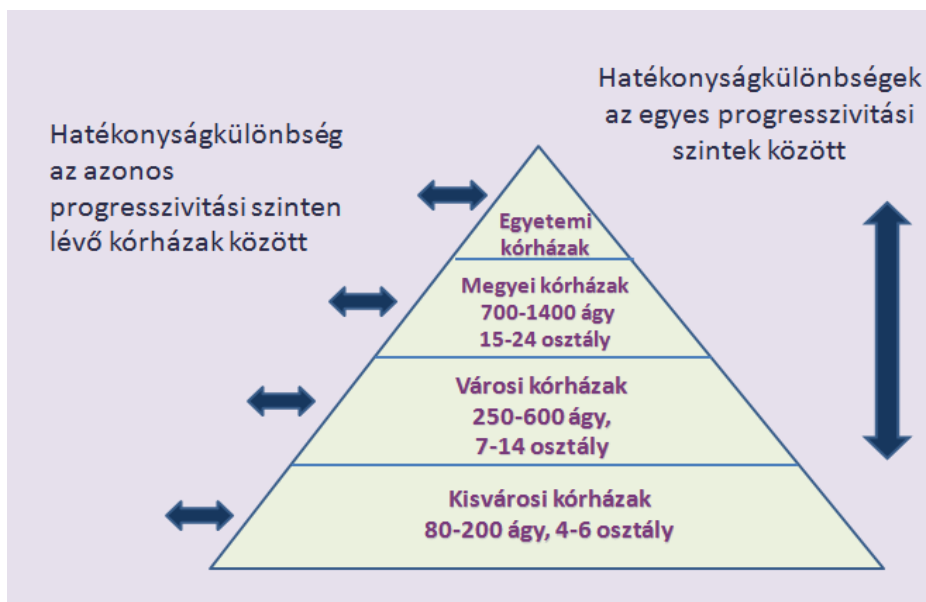 Hatékonyságkülönbség
az azonos
progresszivitási szinten
lévő kórházak között
Hatékonyságkülönbségek
az egyes progresszivitási
szintek között
Egyetemi
kórházak
Megyei kórházak
700-1400 ágy
15-24 osztály
Városi kórházak
250-600 ágy,
7-14 osztály
Kisvárosi kórházak
80-200 ágy, 4-6 osztály